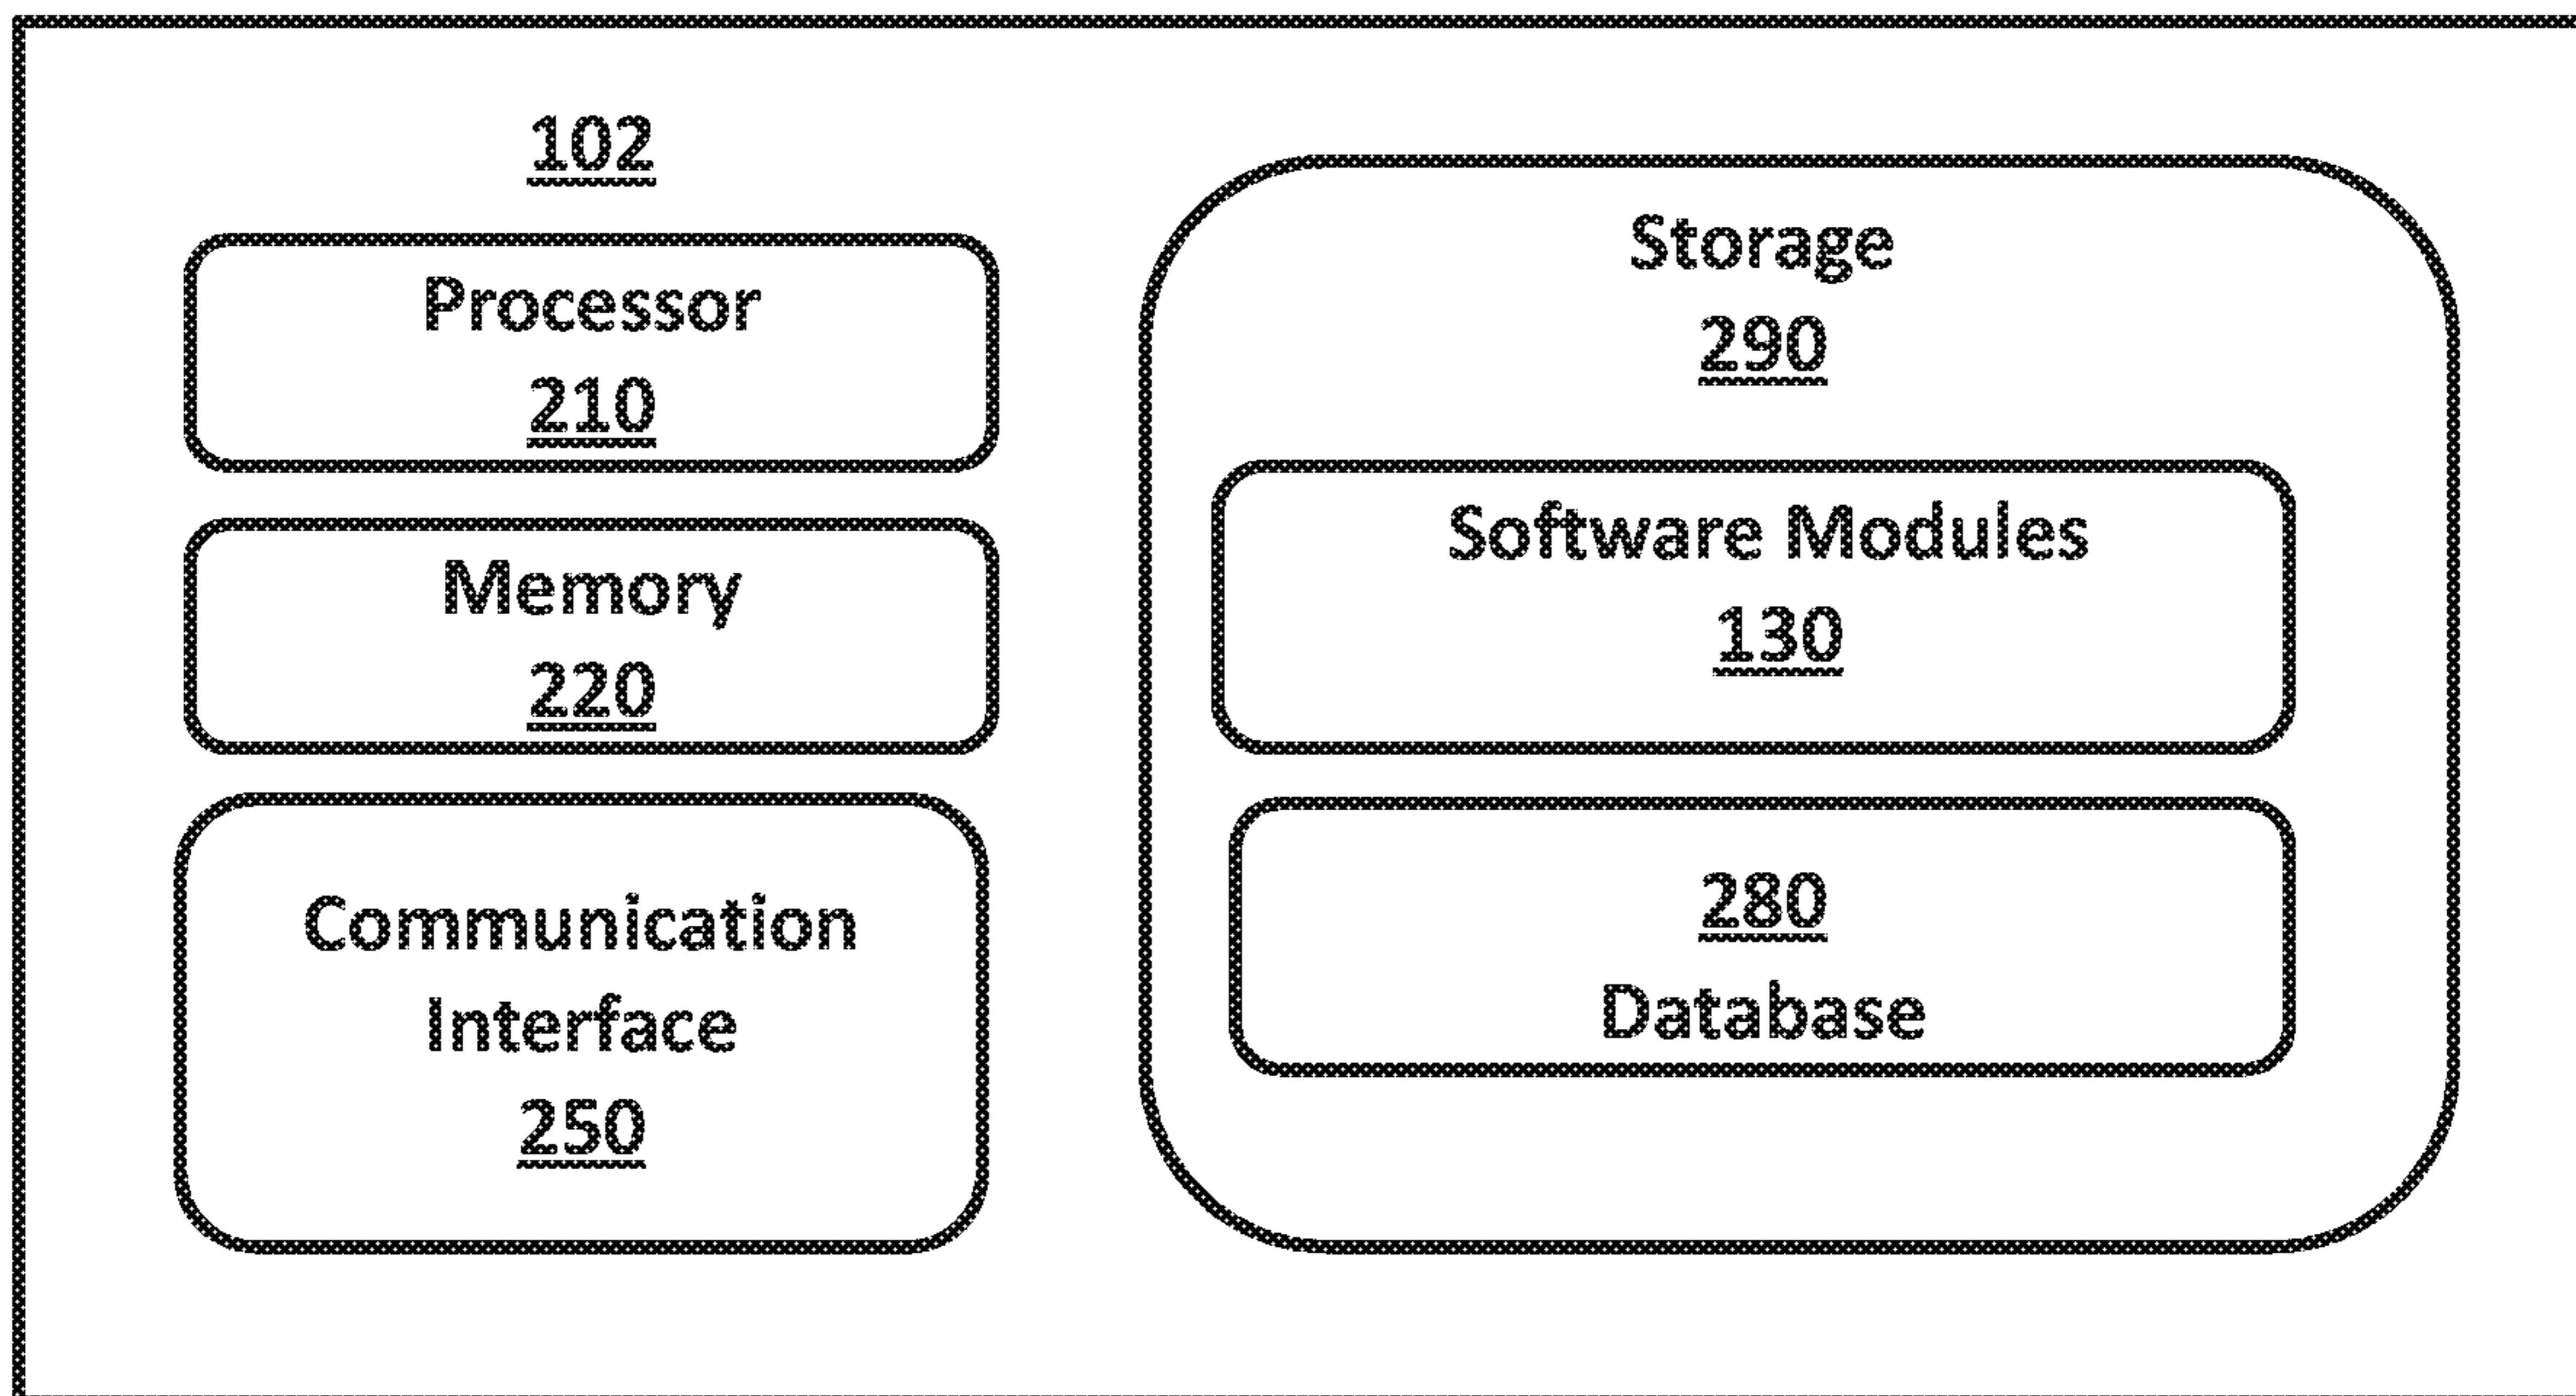 102
Processor
210
Memory
220
Communication
Interface
250
Storage
290
Software Modules
130
280
Database